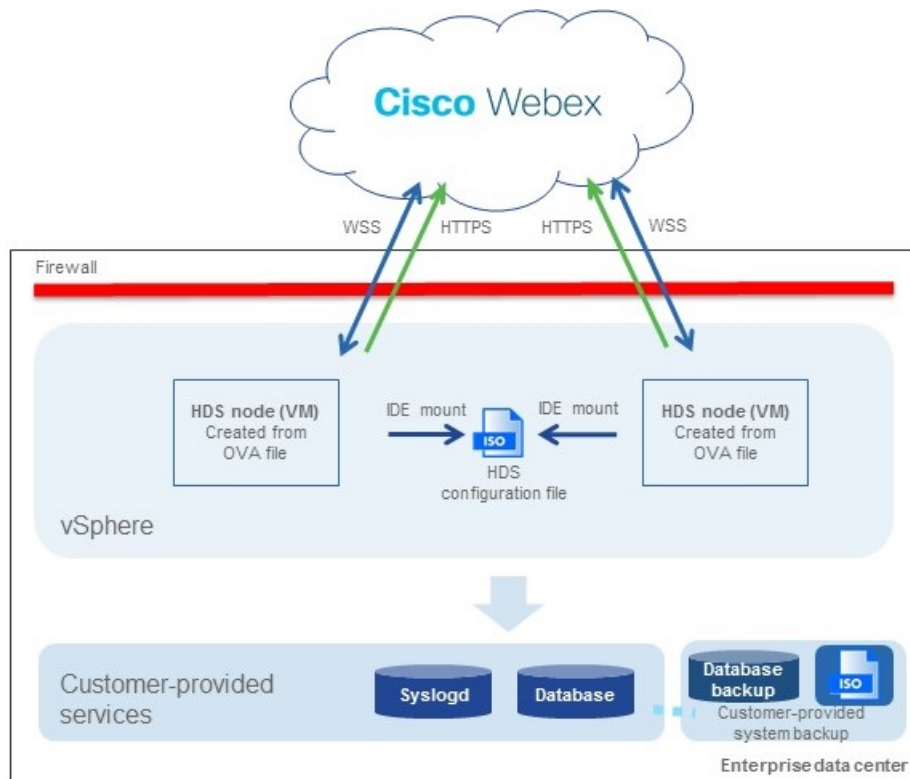 Cisco Webex
WSS
HTTPS
HTTPS
WSS
Firewall
HDS node (VM)
Created from
OVA file
IDE mount
IDE mount
ISO
HDS
configuration file
HDS node (VM)
Created from
OVA file
vSphere
Customer-provided
services
Syslogd
Database
Database
backup
ISO
Customer-provided
system backup
Enterprise data center